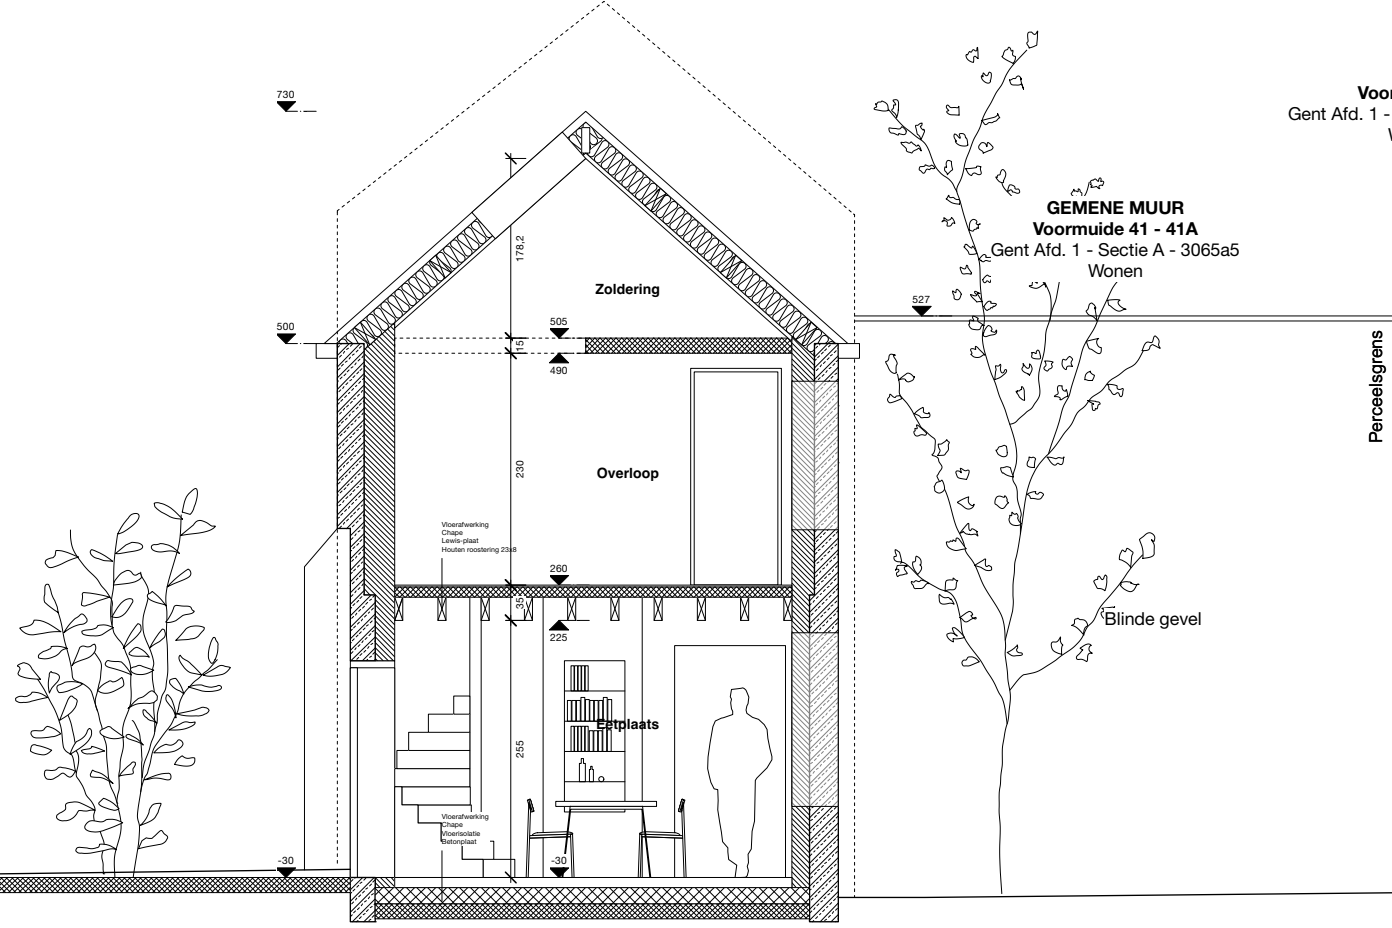 730
Voor
Gent Afd. 1 -
GEMENE MUUR
Voormuide 41 - 41A
Gent Afd. 1 - Sectie A - 3065a5
Wonen
178,2
Zoldering
527
505
500
15
490
Perceelsgrens
230
Overloop
Vloerafwerking
Chape
Lewis-plaat
Houten roostering 23x8
260
35
225
Blinde gevel
Eetplaats
255
Vloerafwerking
Chape
Vloerisolatie
Betonplaat
-30
-30